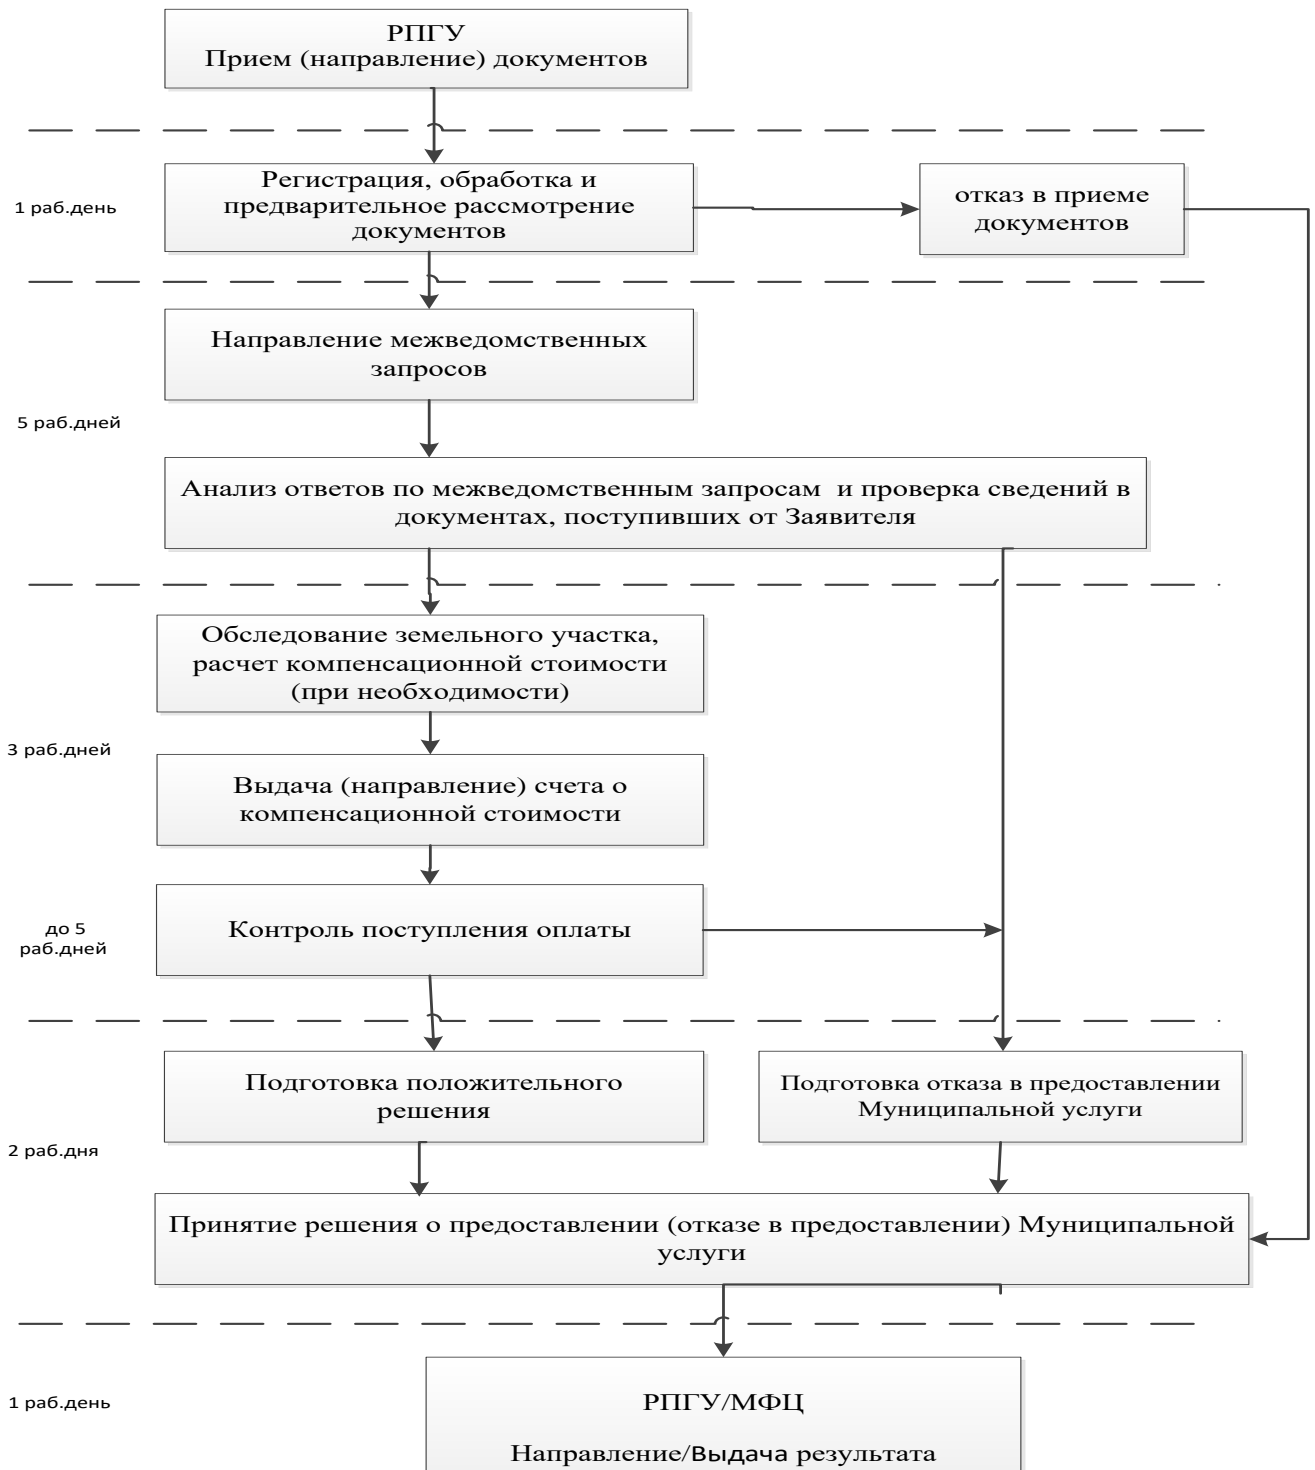 РПГУ
Прием (направление) документов
1 раб.день
Регистрация, обработка и
предварительное рассмотрение
документов
отказ в приеме
документов
Направление межведомственных
запросов
5 раб.дней
Анализ ответов по межведомственным запросам и проверка сведений в
документах, поступивших от Заявителя
Обследование земельного участка,
расчет компенсационной стоимости
(при необходимости)
3 раб.дней
Выдача (направление) счета о
компенсационной стоимости
до 5
раб.дней
Контроль поступления оплаты
Подготовка положительного
решения
Подготовка отказа в предоставлении
Муниципальной услуги
2 раб.дня
Принятие решения о предоставлении (отказе в предоставлении) Муниципальной
услуги
1 раб.день
РПГУ/МФЦ
Направление/Выдача результата